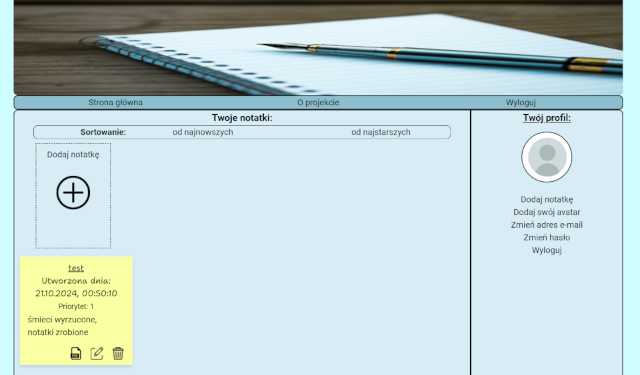 Strona główna O projekcie Wyloguj
Twoje notatki:
Sortowanie: od najnowszych od najstarszych
Dodaj notatkę
test
Utworzona dnia:
21.10.2024, 00:50:10
Priorytet: 1
śmieci wyrzucone,
notatki zrobione
Twój profil:
Dodaj notatkę
Dodaj swój avatar
Zmień adres e-mail
Zmień hasło
Wyloguj